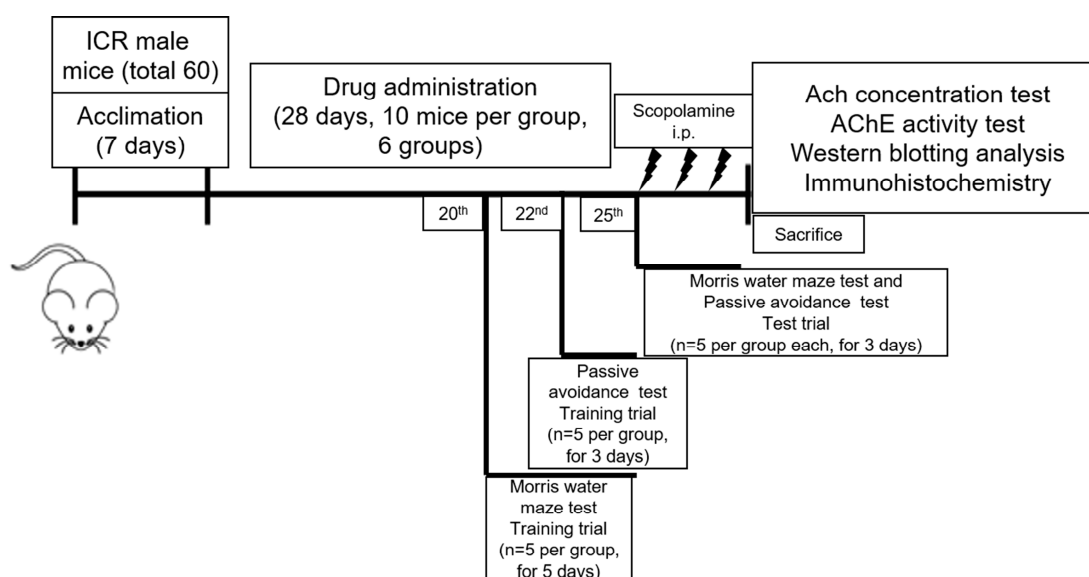 ICR male
mice (total 60)
Acclimation
(7 days)
Drug administration
(28 days, 10 mice per group,
6 groups)
Scopolamine
i.p.
Ach concentration test
AChE activity test
Western blotting analysis
Immunohistochemistry
20th
22nd
25th
Sacrifice
Morris water maze test and
Passive avoidance test
Test trial
(n=5 per group each, for 3 days)
Passive
avoidance test
Training trial
(n=5 per group,
for 3 days)
Morris water
maze test
Training trial
(n=5 per group,
for 5 days)